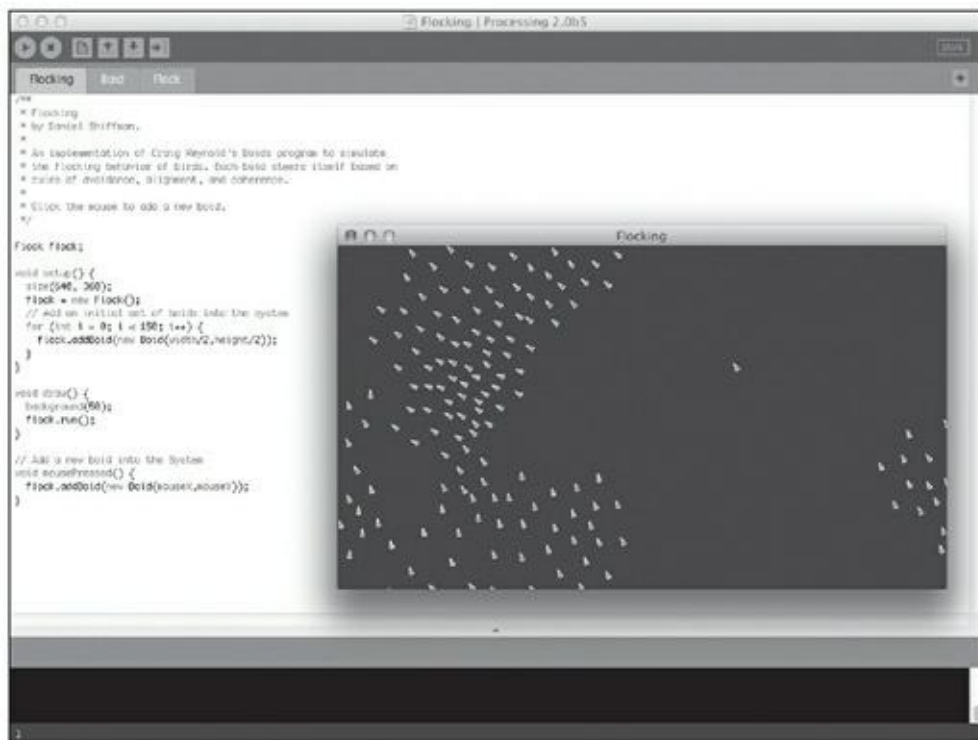 Flocking | Processing 2.0b5
Flocking Boid Flock
/**
* Flocking
* by Daniel Shiffman.
*
* An implementation of Craig Reynold's Boids program to simulate
* the flocking behavior of birds. Each boid steers itself based on
* rules of avoidance, alignment, and coherence.
*
* Click the mouse to add a new boid.
*/
Flock flock;
void setup() {
size(640, 360);
flock = new Flock();
// Add an initial set of boids into the system
for (int i = 0; i < 150; i++) {
flock.addBoid(new Boid(width/2,height/2));
}
}
void draw() {
background(50);
flock.run();
}
// Add a new boid into the System
void mousePressed() {
flock.addBoid(new Boid(mouseX,mouseY));
}
Flocking
1